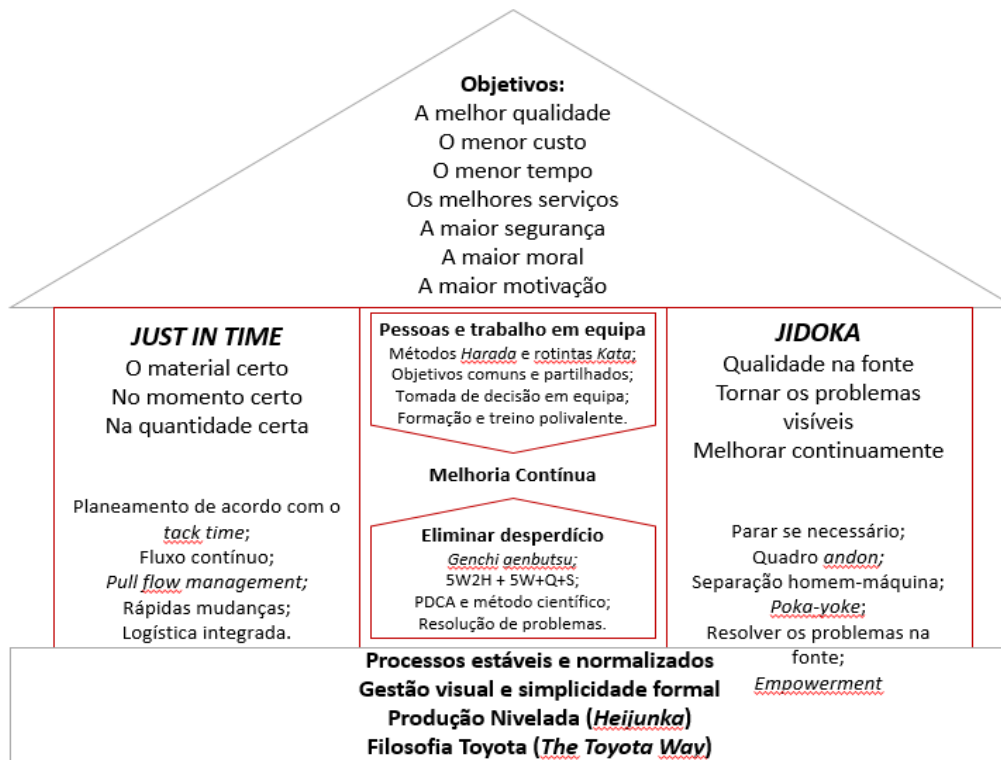 Objetivos:
A melhor qualidade
O menor custo
O menor tempo
Os melhores serviços
A maior segurança
A maior moral
A maior motivação
JUST IN TIME
O material certo
No momento certo
Na quantidade certa
Planeamento de acordo com o
tack time;
Fluxo contínuo;
Pull flow management;
Rápidas mudanças;
Logística integrada.
Pessoas e trabalho em equipa
Métodos Harada e rotintas Kata;
Objetivos comuns e partilhados;
Tomada de decisão em equipa;
Formação e treino polivalente.
Melhoria Contínua
Eliminar desperdício
Genchi genbutsu;
5W2H + 5W+Q+S;
PDCA e método científico;
Resolução de problemas.
JIDOKA
Qualidade na fonte
Tornar os problemas
visíveis
Melhorar continuamente
Parar se necessário;
Quadro andon;
Separação homem-máquina;
Poka-yoke;
Resolver os problemas na
fonte;
Empowerment
Processos estáveis e normalizados
Gestão visual e simplicidade formal
Produção Nivelada (Heijunka)
Filosofia Toyota (The Toyota Way)